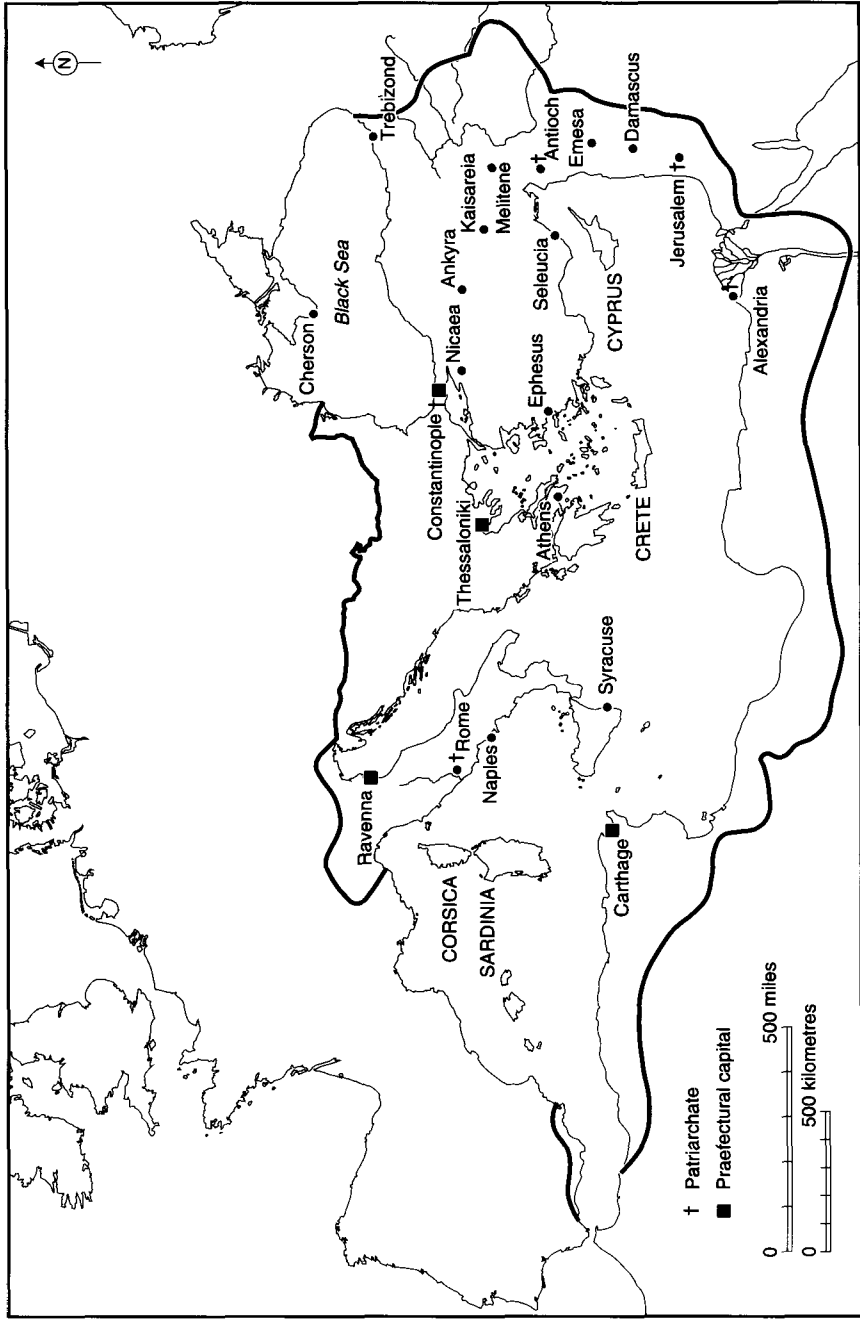 N
Black Sea
Cherson
Trebizond
Constantinople †
Nicaea
Ankyra
Kaisareia
Melitene
Thessaloniki
Ravenna
† Rome
Naples
CORSICA
SARDINIA
Athens
Ephesus
Seleucia
† Antioch
Emesa
Damascus
CYPRUS
CRETE
Syracuse
Carthage
Jerusalem †
Alexandria †
† Patriarchate
■ Praefectural capital
0 500 miles
0 500 kilometres